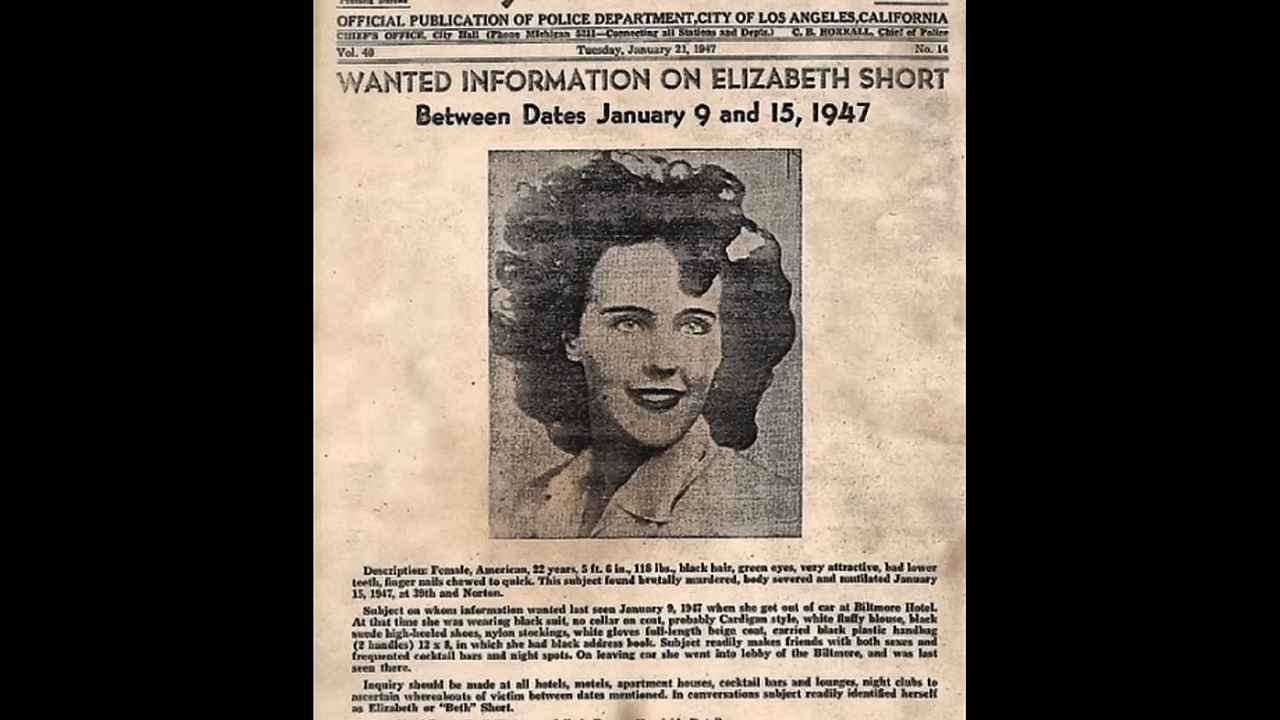 OFFICIAL PUBLICATION OF POLICE DEPARTMENT, CITY OF LOS ANGELES, CALIFORNIA
CHIEF'S OFFICE, City Hall (Phone MIchigan 5211—Connecting all Stations and Depts.) C. B. HORRALL, Chief of Police
Vol. 40 Tuesday, January 21, 1947 No. 14
WANTED INFORMATION ON ELIZABETH SHORT
Between Dates January 9 and 15, 1947
Description: Female, American, 22 years, 5 ft. 6 in., 118 lbs., black hair, green eyes, very attractive, bad lower
teeth, finger nails chewed to quick. This subject found brutally murdered, body severed and mutilated January
15, 1947, at 39th and Norton.
Subject on whom information wanted last seen January 9, 1947 when she got out of car at Biltmore Hotel.
At that time she was wearing black suit, no collar on coat, probably Cardigan style, white fluffy blouse, black
suede high-heeled shoes, nylon stockings, white gloves full-length beige coat, carried black plastic handbag
(2 handles) 12 x 8, in which she had black address book. Subject readily makes friends with both sexes and
frequented cocktail bars and night spots. On leaving car she went into lobby of the Biltmore, and was last
seen there.
Inquiry should be made at all hotels, motels, apartment houses, cocktail bars and lounges, night clubs to
ascertain whereabouts of victim between dates mentioned. In conversations subject readily identified herself
as Elizabeth or "Beth" Short.